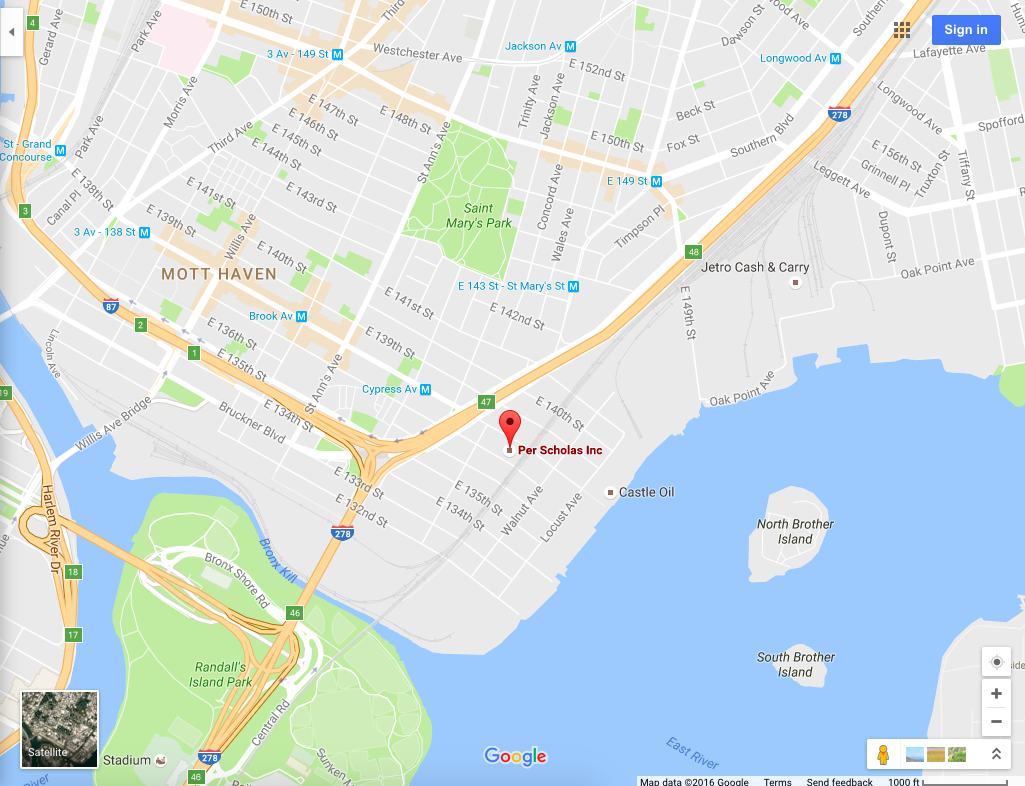 E 150th St
Third Av
Dawson St
Southern
4
Gerard Ave
Park Ave
3 Av - 149 St M
Westchester Ave
Jackson Av M
Sign in
Lafayette Ave
Longwood Av M
E 152nd St
Trinity Ave
Jackson Ave
Morris Ave
E 147th St
E 148th St
Beck St
278
Longwood Ave
E 146th St
E 145th St
Third Ave
E 144th St
St Ann's Ave
E 150th St
Fox St
Southern Blvd
Spofford
St - Grand
Concourse M
Park Ave
E 156th St
Grinnell Pl
Truxton St
Tiffany St
Leggett Ave
E 138th St
Canal Pl
E 141st St
E 143rd St
E 149 St M
Concord Ave
Saint
Mary's Park
3
E 139th St
Willis Ave
Wales Ave
Timpson Pl
Dupont St
3 Av - 138 St M
E 140th St
48
MOTT HAVEN
Jetro Cash & Carry
Oak Point Ave
E 143 St - St Mary's St M
E 149th St
87
E 141st St
E 142nd St
Brook Av M
2
E 136th St
E 139th St
Lincoln Ave
1
E 135th St
St Ann's Ave
Cypress Av M
19
47
Oak Point Ave
E 140th St
Willis Ave Bridge
Bruckner Blvd
E 134th St
Per Scholas Inc
E 133rd St
E 132nd St
E 135th St
E 134th St
Walnut Ave
Locust Ave
Castle Oil
Harlem River Dr
278
North Brother
Island
Bronx Kill
Bronx Shore Rd
18
46
17
Randall's
Island Park
South Brother
Island
Central Rd
Satellite
Stadium
278
46
Sunken
Google
East River
River
Map data ©2016 Google Terms Send feedback 1000 ft